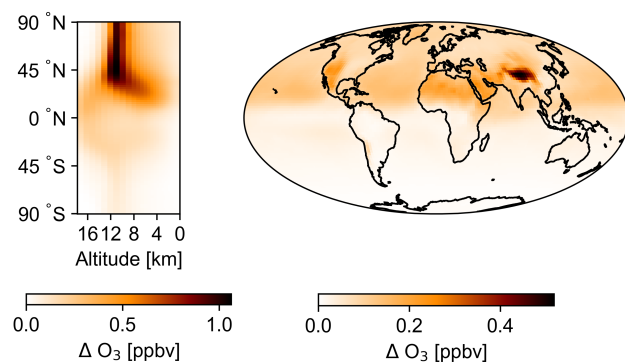 90 °N
45 °N
0 °N
45 °S
90 °S
16 12 8 4 0
Altitude [km]
0.0 0.5 1.0
Δ O3 [ppbv]
0.0 0.2 0.4
Δ O3 [ppbv]